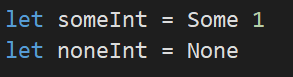 let someInt = Some 1
let noneInt = None